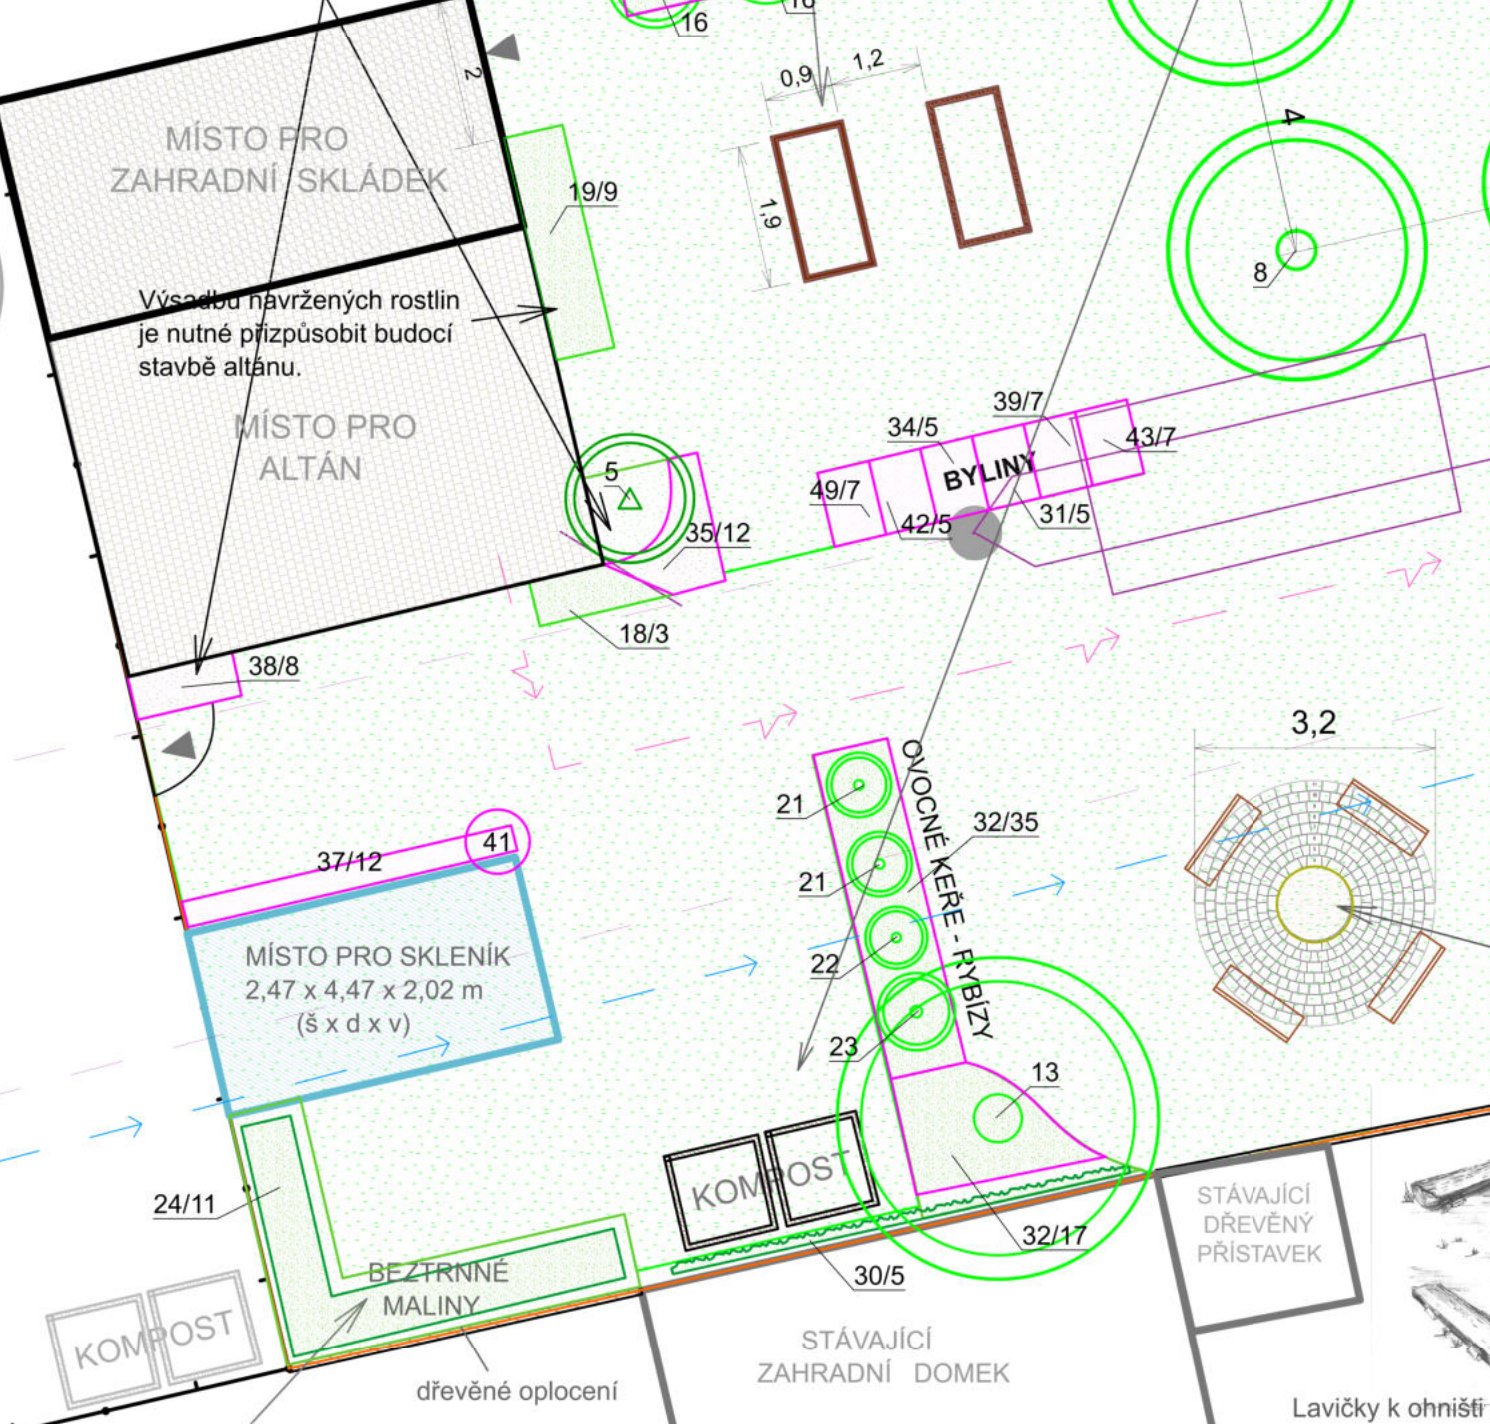 16
16
2
0,9
1,2
MÍSTO PRO
ZAHRADNÍ SKLÁDEK
4
19/9
1,9
8
Výsadbu navržených rostlin
je nutné přizpůsobit budocí
stavbě altánu.
MÍSTO PRO
ALTÁN
39/7
34/5
43/7
BYLINY
5
49/7
42/5
31/5
35/12
18/3
38/8
3,2
OVOCNÉ KEŘE - RYBÍZY
21
32/35
41
37/12
21
MÍSTO PRO SKLENÍK
2,47 x 4,47 x 2,02 m
(š x d x v)
22
23
13
KOMPOST
24/11
STÁVAJÍCÍ
DŘEVĚNÝ
PŘÍSTAVEK
32/17
30/5
BEZTRNNÉ
MALINY
KOMPOST
STÁVAJÍCÍ
ZAHRADNÍ DOMEK
dřevěné oplocení
Lavičky k ohništi